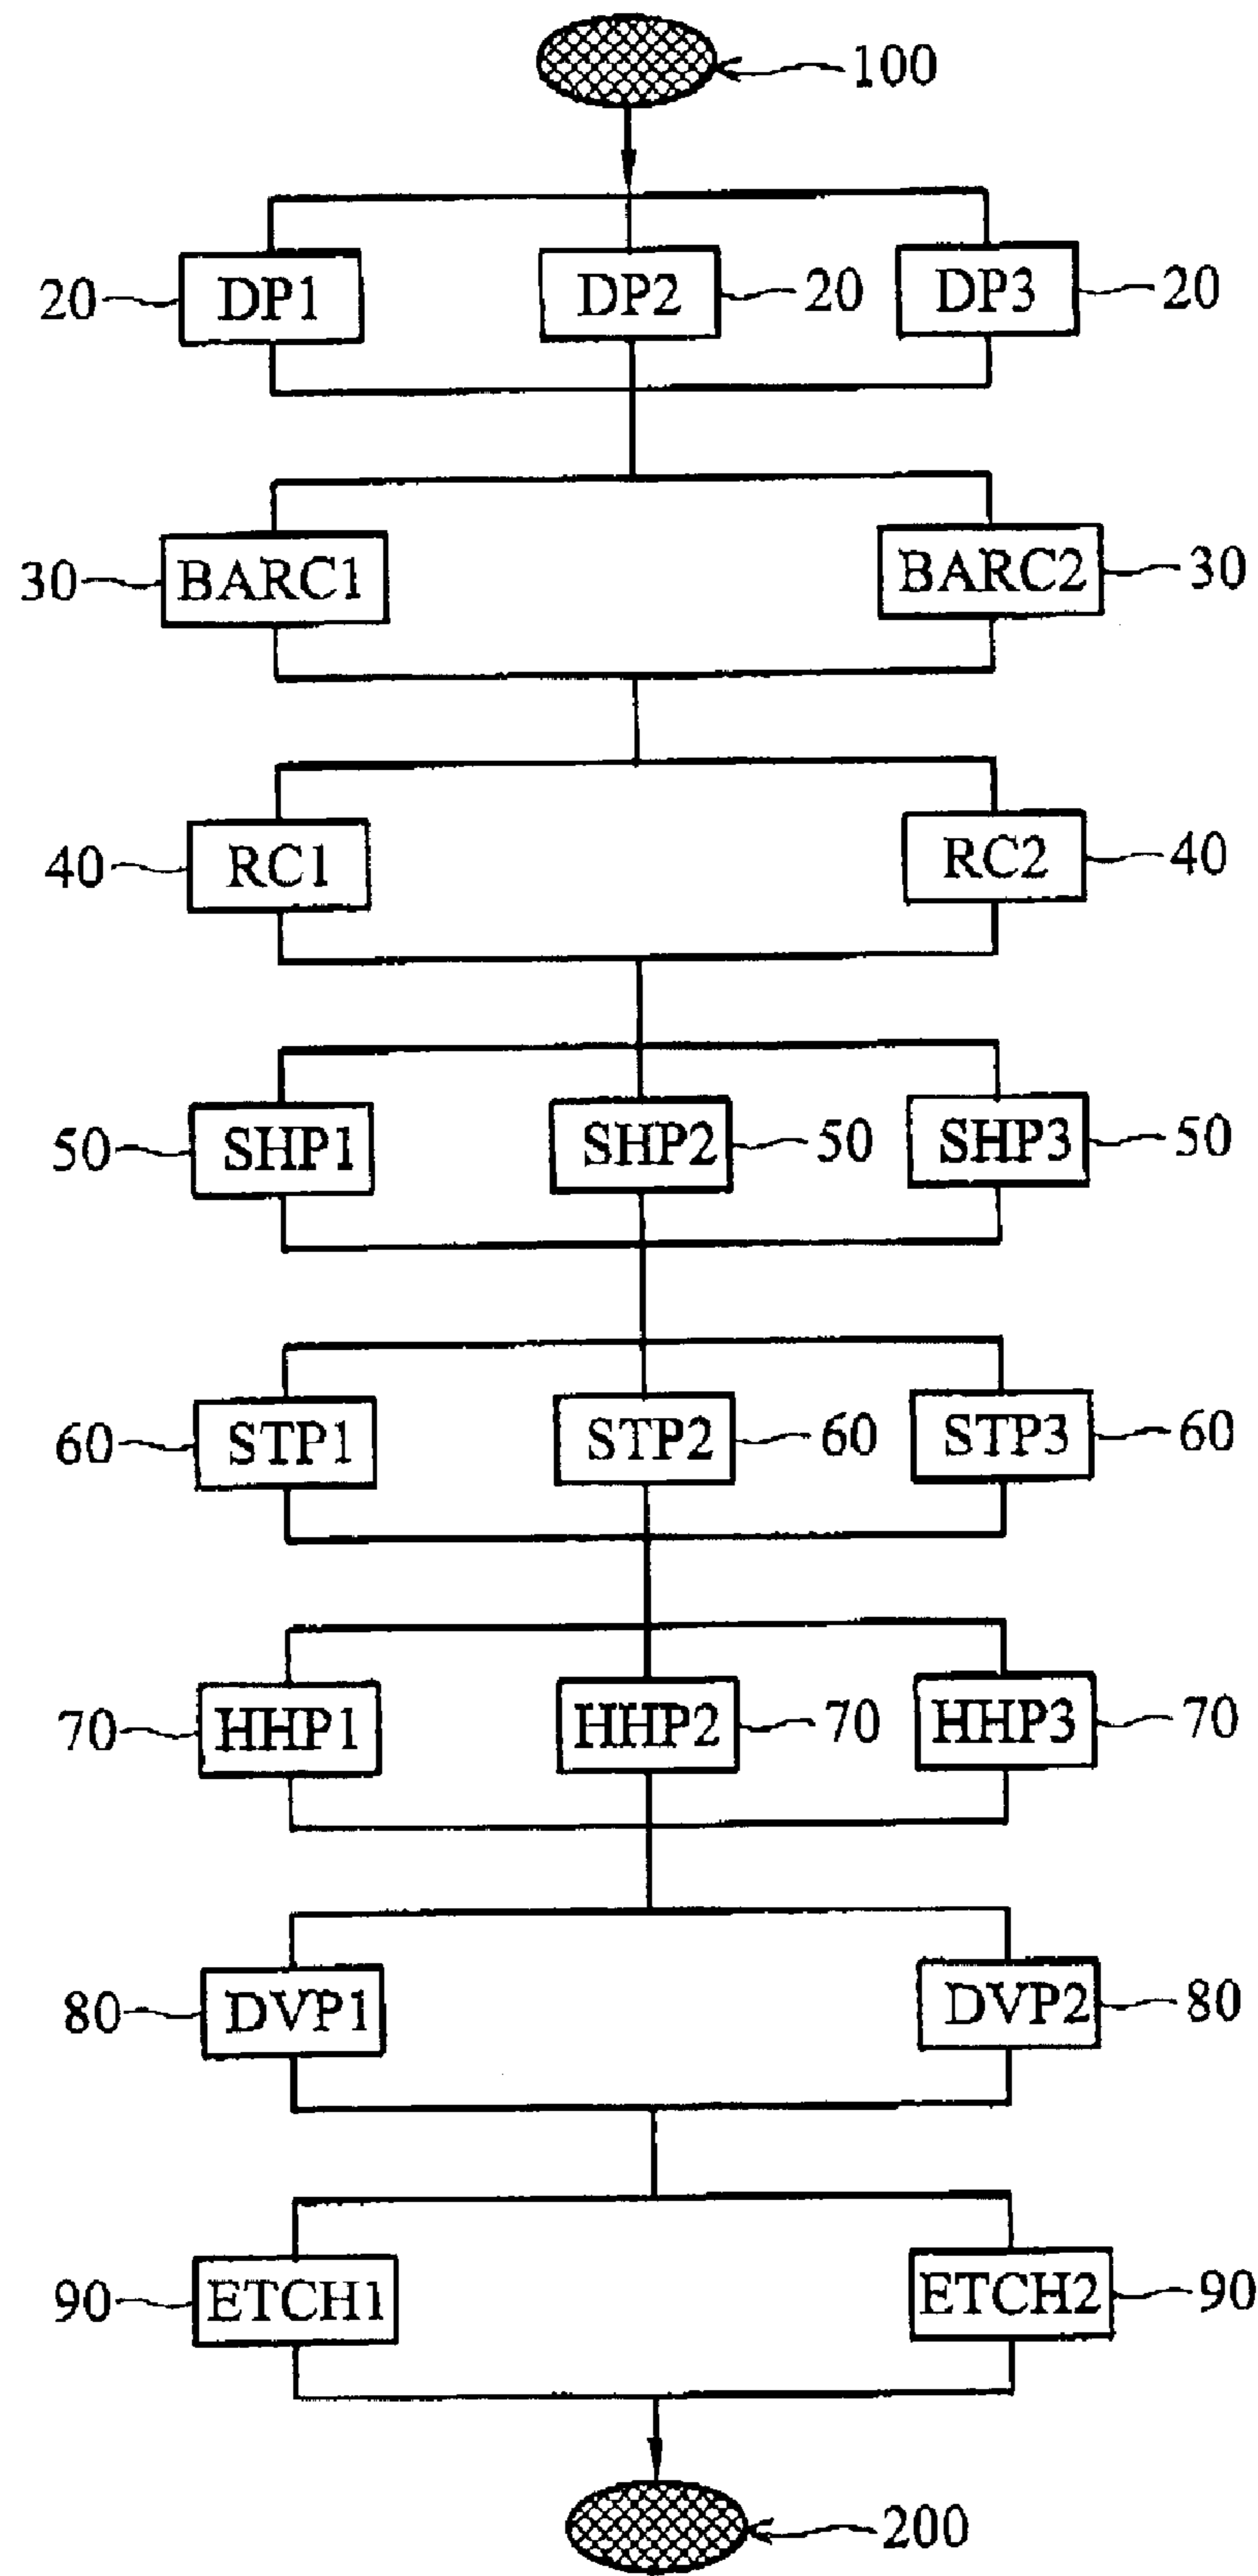 100
20 DP1 DP2 20 DP3 20
30 BARC1 BARC2 30
40 RC1 RC2 40
50 SHP1 SHP2 50 SHP3 50
60 STP1 STP2 60 STP3 60
70 HHP1 HHP2 70 HHP3 70
80 DVP1 DVP2 80
90 ETCH1 ETCH2 90
200